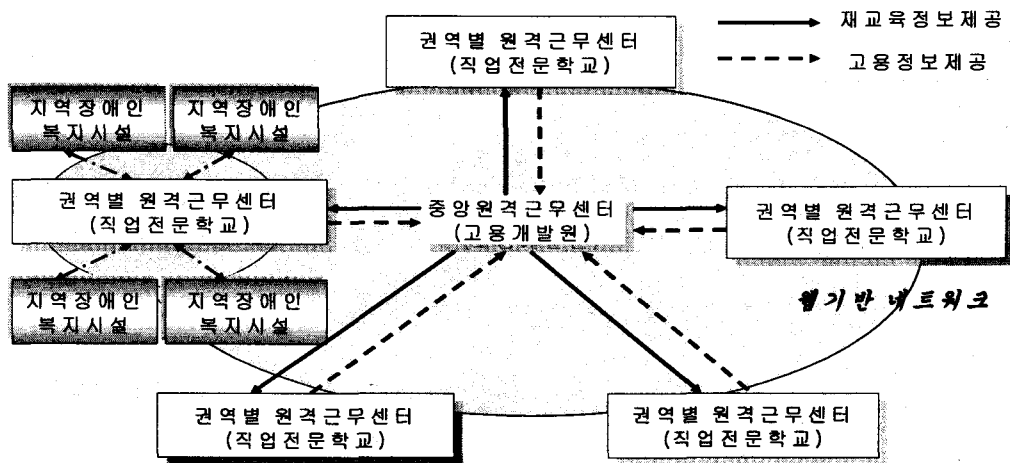 권역별 원격근무센터
(직업전문학교)
재교육정보제공
고용정보제공
지역장애인
복지시설
지역장애인
복지시설
권역별 원격근무센터
(직업전문학교)
중앙원격근무센터
(고용개발원)
권역별 원격근무센터
(직업전문학교)
지역장애인
복지시설
지역장애인
복지시설
웹기반 네트워크
권역별 원격근무센터
(직업전문학교)
권역별 원격근무센터
(직업전문학교)